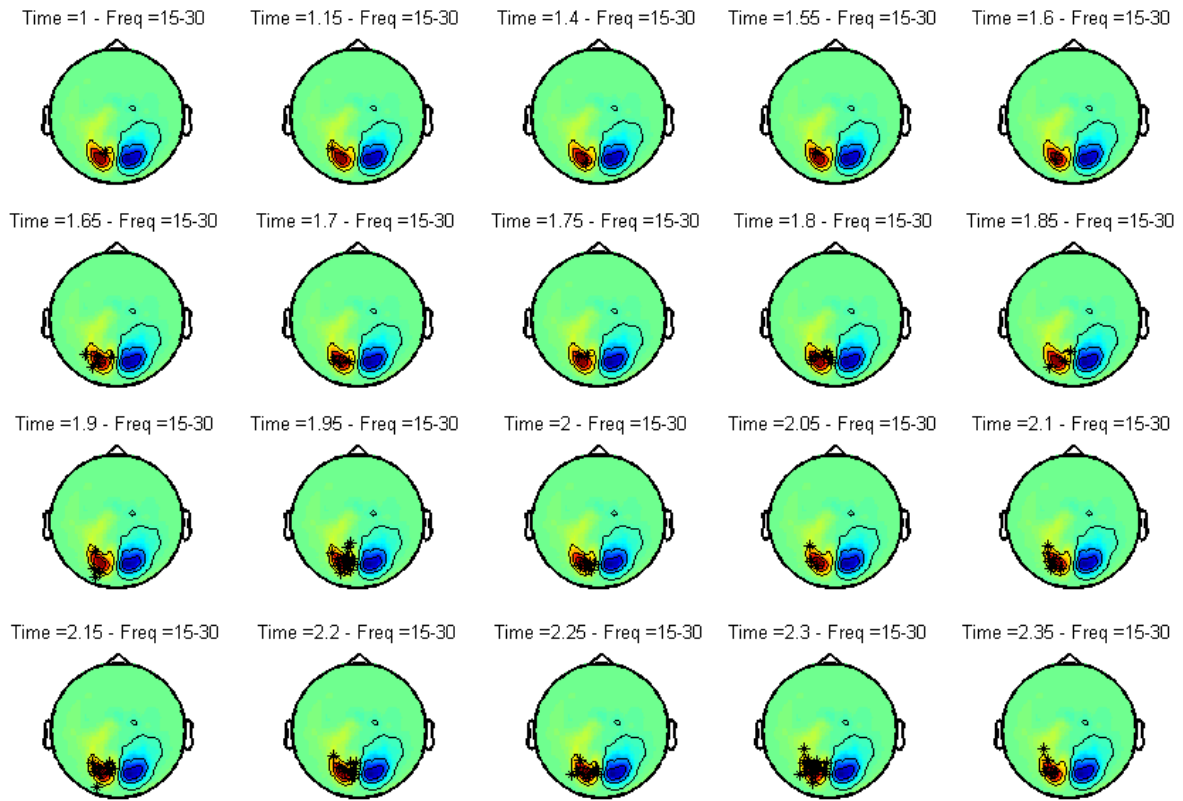 Time =1 - Freq =15-30 Time =1.15 - Freq =15-30 Time =1.4 - Freq =15-30 Time =1.55 - Freq =15-30 Time =1.6 - Freq =15-30
Time =1.65 - Freq =15-30 Time =1.7 - Freq =15-30 Time =1.75 - Freq =15-30 Time =1.8 - Freq =15-30 Time =1.85 - Freq =15-30
Time =1.9 - Freq =15-30 Time =1.95 - Freq =15-30 Time =2 - Freq =15-30 Time =2.05 - Freq =15-30 Time =2.1 - Freq =15-30
Time =2.15 - Freq =15-30 Time =2.2 - Freq =15-30 Time =2.25 - Freq =15-30 Time =2.3 - Freq =15-30 Time =2.35 - Freq =15-30